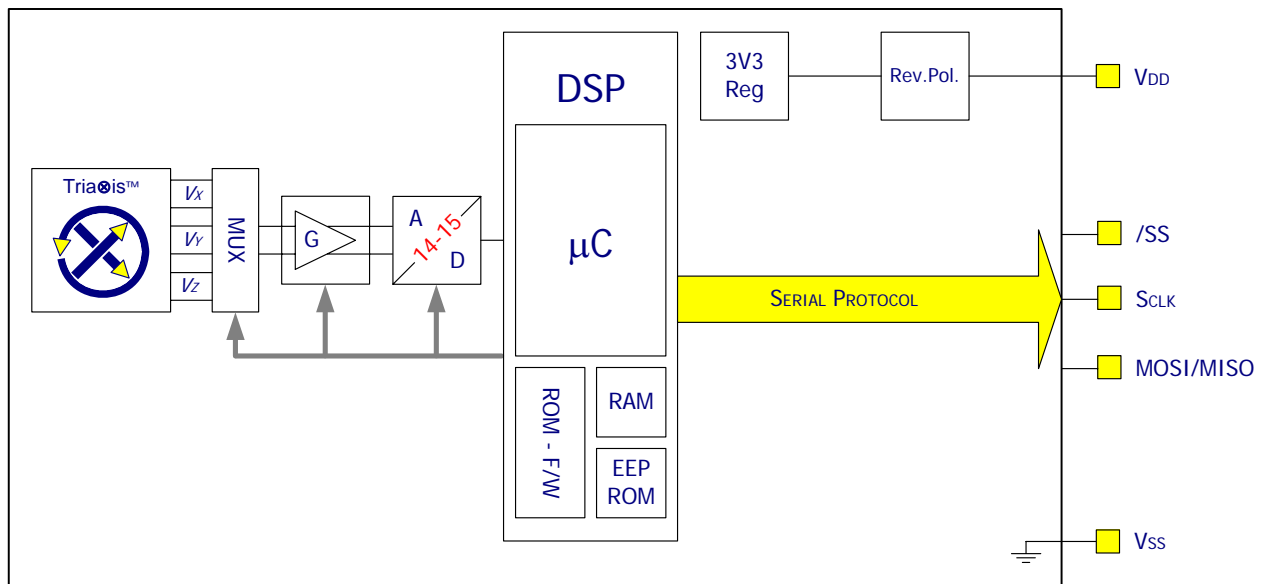 Tria⊗is™
VX
VY
VZ
MUX
G
A
14-15
D
DSP
µC
ROM - F/W
RAM
EEP
ROM
3V3
Reg
Rev.Pol.
SERIAL PROTOCOL
VDD
/SS
SCLK
MOSI/MISO
VSS